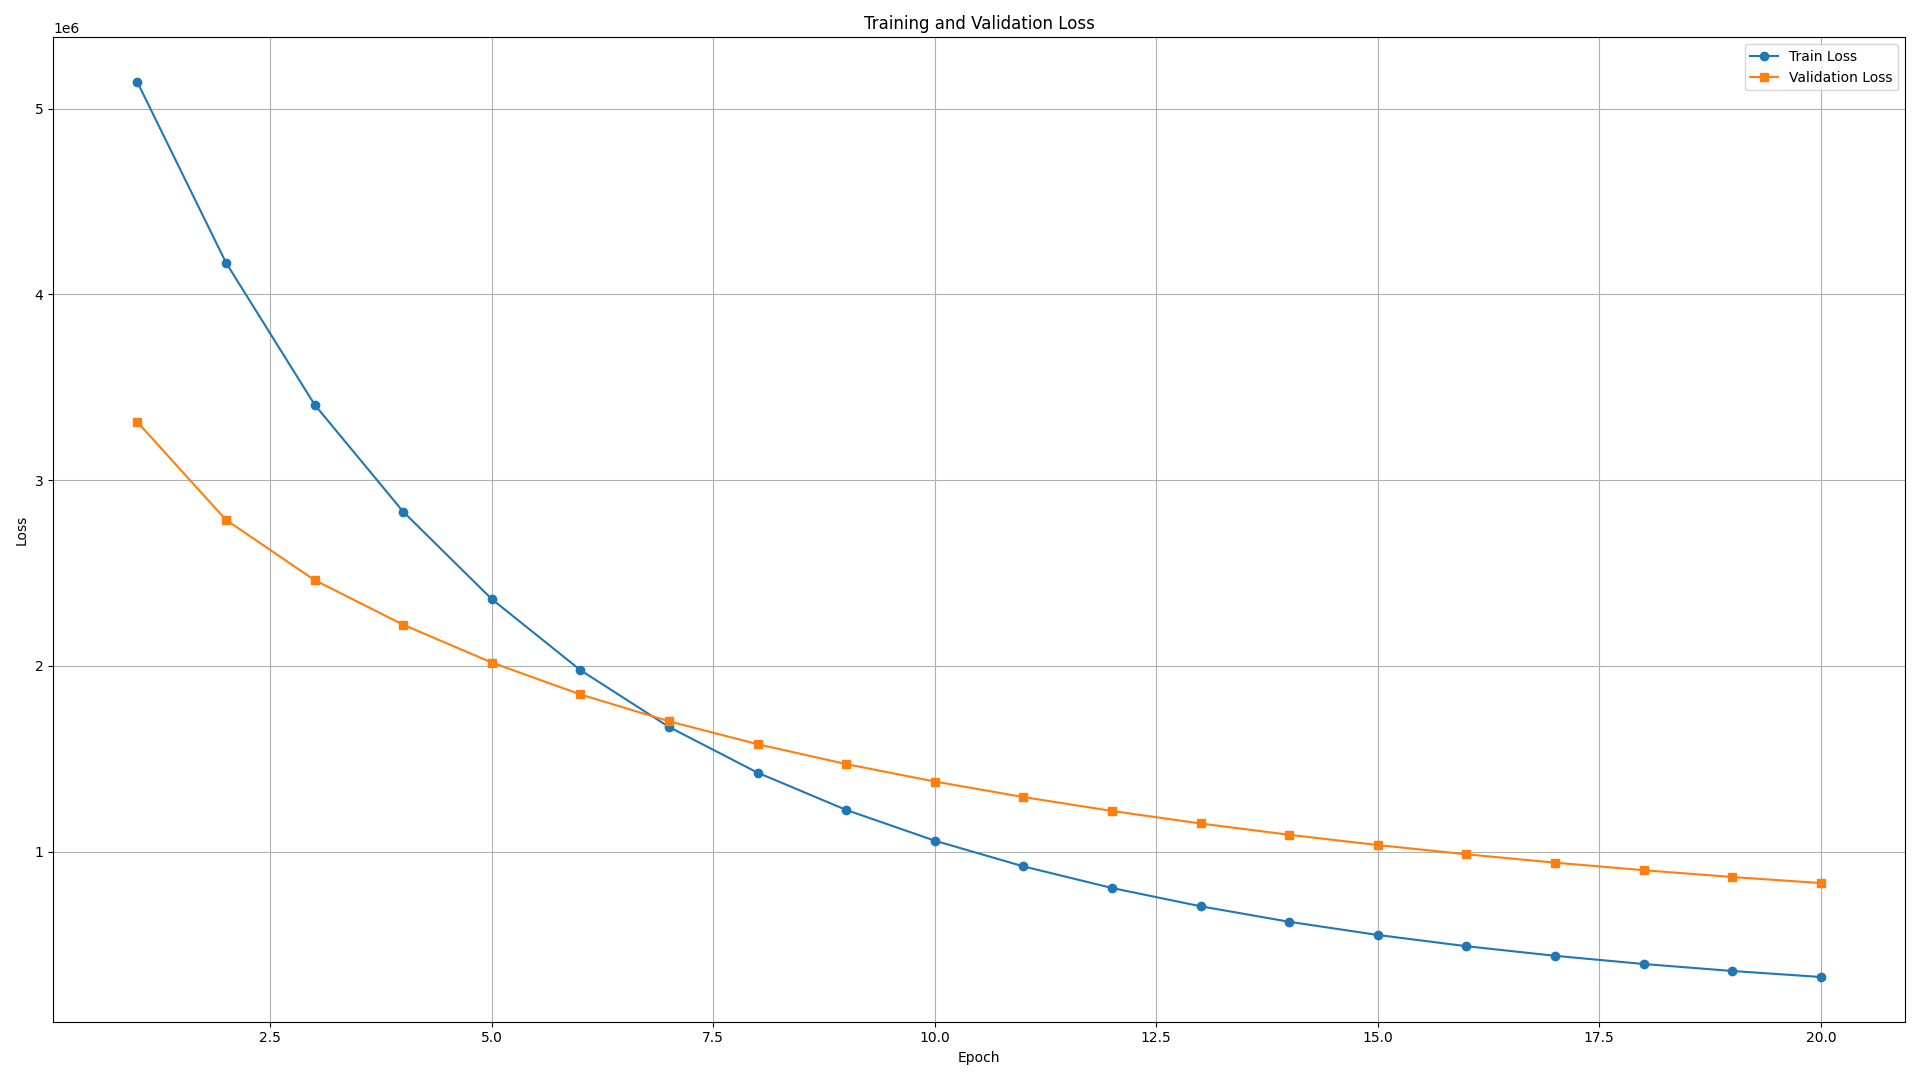 Training and Validation Loss
1e6
Train Loss
Validation Loss
5
4
3
2
1
Loss
2.5 5.0 7.5 10.0 12.5 15.0 17.5 20.0
Epoch